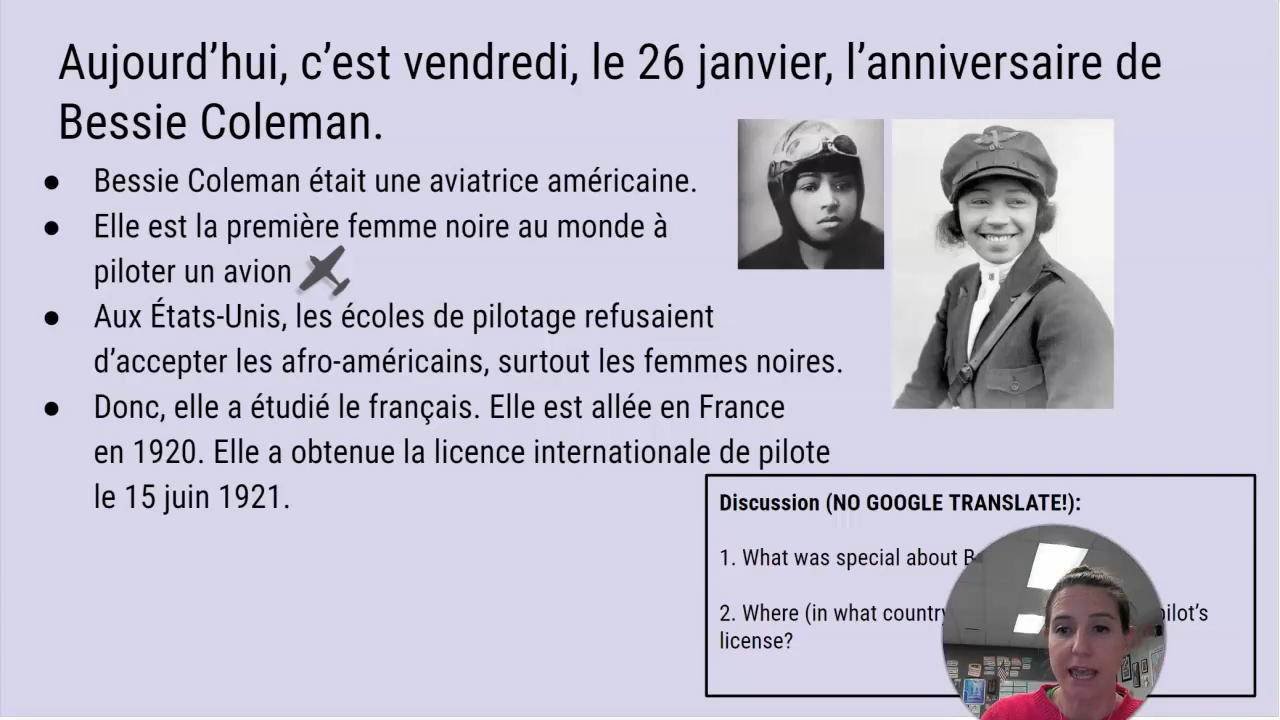 Aujourd’hui, c’est vendredi, le 26 janvier, l’anniversaire de
Bessie Coleman.
● Bessie Coleman était une aviatrice américaine.
● Elle est la première femme noire au monde à
piloter un avion
● Aux États-Unis, les écoles de pilotage refusaient
d’accepter les afro-américains, surtout les femmes noires.
● Donc, elle a étudié le français. Elle est allée en France
en 1920. Elle a obtenue la licence internationale de pilote
le 15 juin 1921.
Discussion (NO GOOGLE TRANSLATE!):
1. What was special about
2. Where (in what country
license?